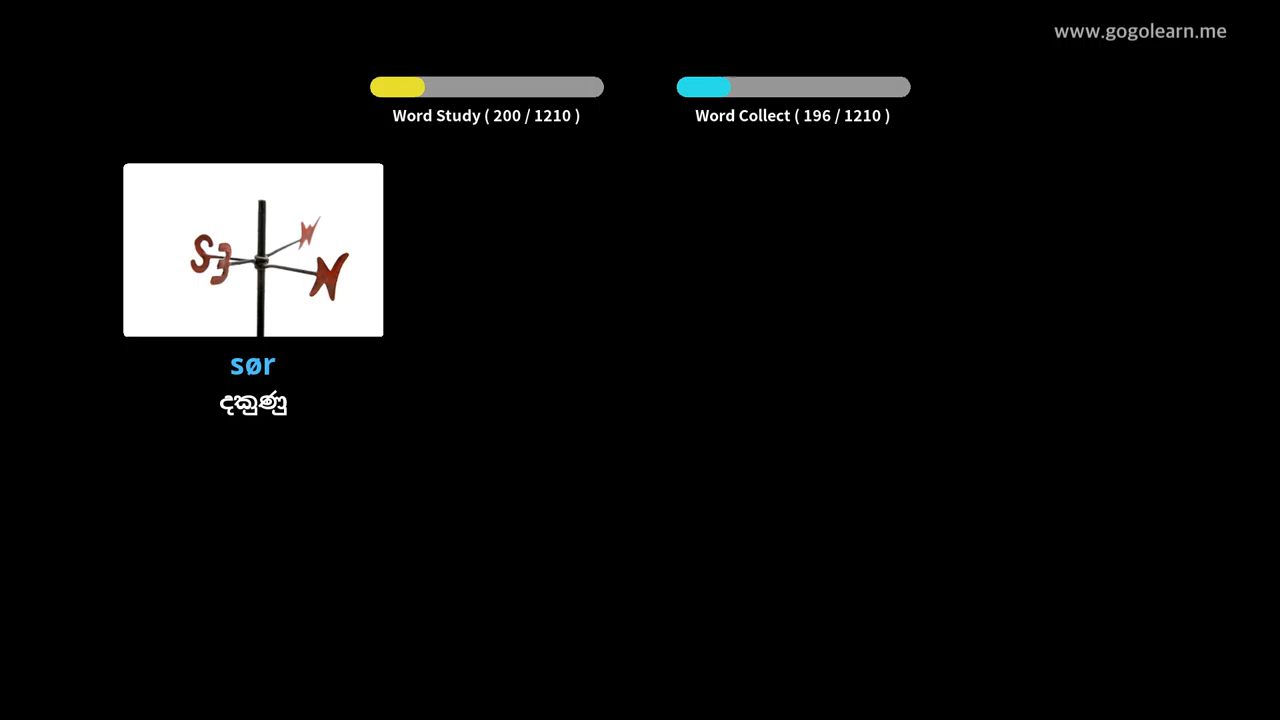 www.gogolearn.me
Word Study ( 200 / 1210 )
Word Collect ( 196 / 1210 )
S E N N
sør
දකුණු